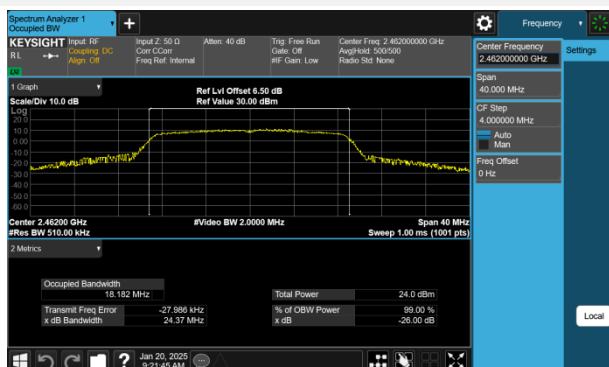 Spectrum Analyzer 1
Occupied BW
+
Frequency
KEYSIGHT
RL
Input: RF
Coupling: DC
Align: Off
Input Z: 50 Ω
Corr CCorr
Freq Ref: Internal
Atten: 40 dB
Trig: Free Run
Gate: Off
#IF Gain: Low
Center Freq: 2.462000000 GHz
Avg|Hold: 500/500
Radio Std: None
Center Frequency
2.462000000 GHz
Settings
Span
40.000 MHz
CF Step
4.000000 MHz
Auto
Man
Freq Offset
0 Hz
Local
1 Graph
Scale/Div 10.0 dB
Ref Lvl Offset 6.50 dB
Ref Value 30.00 dBm
Log
20.0
10.0
0.00
-10.0
-20.0
-30.0
-40.0
-50.0
-60.0
Center 2.46200 GHz
#Res BW 510.00 kHz
#Video BW 2.0000 MHz
Span 40 MHz
Sweep 1.00 ms (1001 pts)
2 Metrics
Occupied Bandwidth
18.182 MHz
Total Power 24.0 dBm
Transmit Freq Error -27.986 kHz
% of OBW Power 99.00 %
x dB Bandwidth 24.37 MHz
x dB -26.00 dB
?
Jan 20, 2025
9:21:45 AM